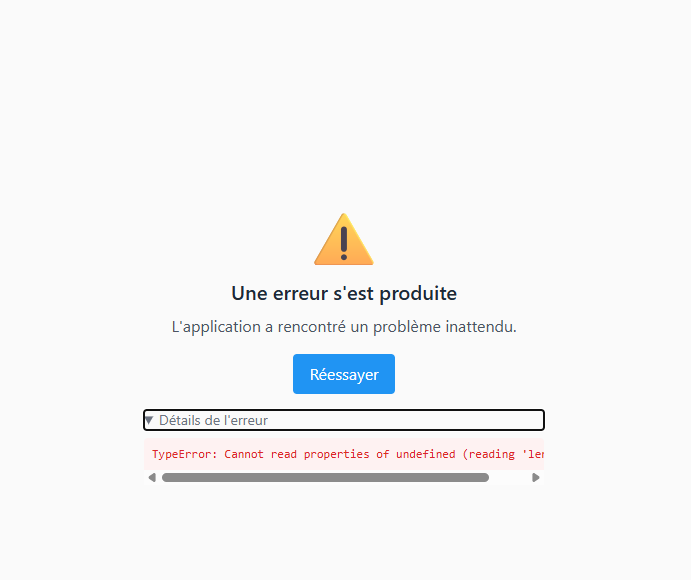 Une erreur s'est produite
L'application a rencontré un problème inattendu.
Réessayer
Détails de l'erreur
TypeError: Cannot read properties of undefined (reading 'le